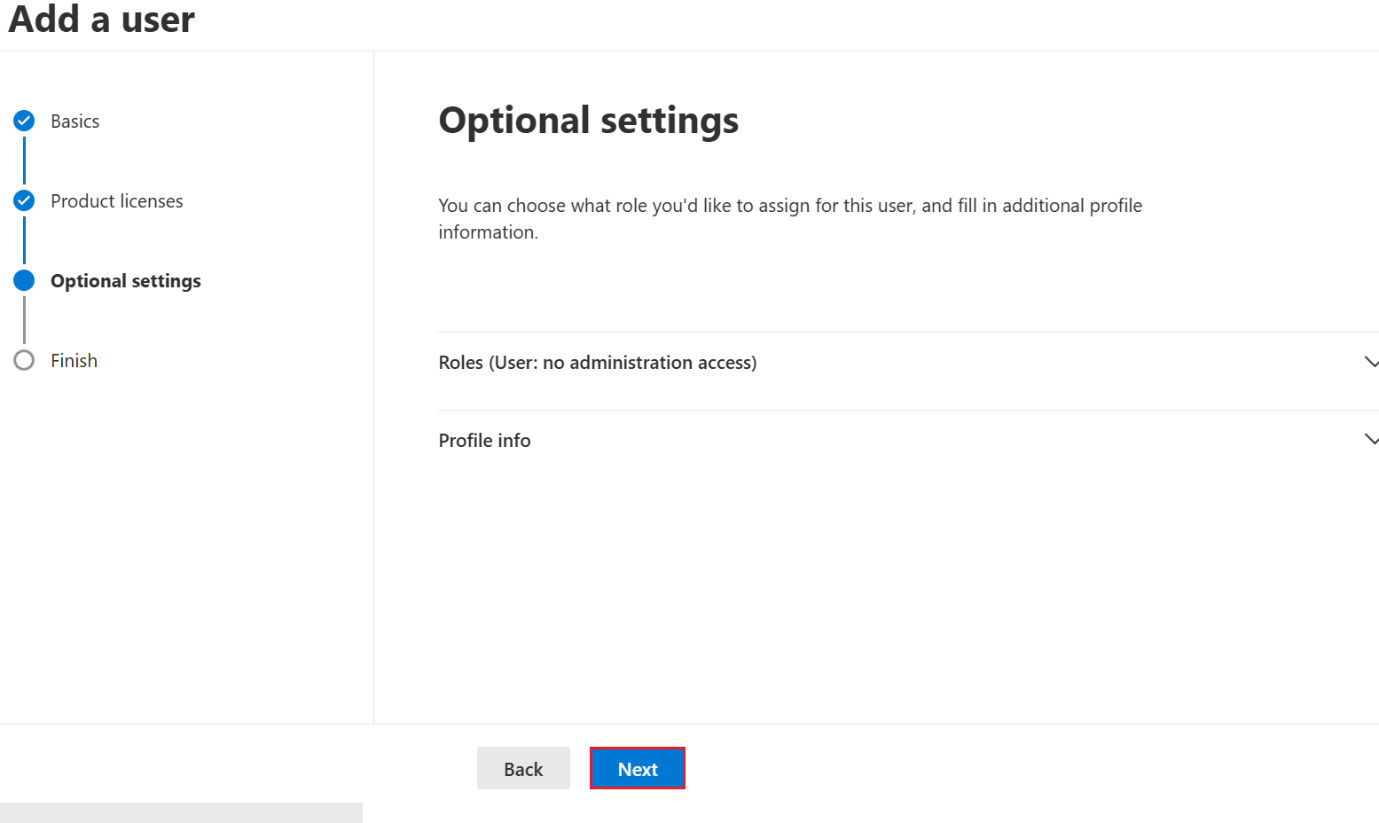 Add a user
Basics
Product licenses
Optional settings
Finish
Optional settings
You can choose what role you'd like to assign for this user, and fill in additional profile
information.
Roles (User: no administration access)
Profile info
Back
Next